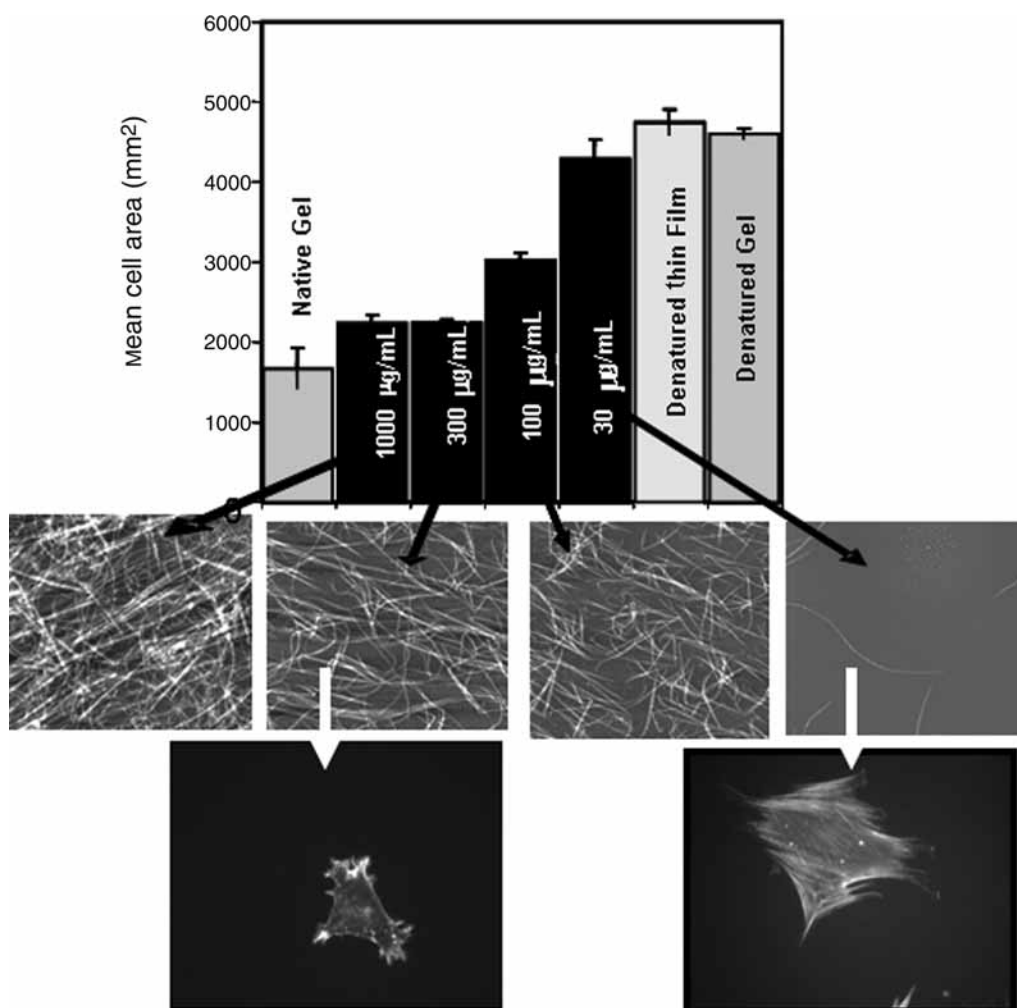 6000
5000
4000
3000
2000
1000
0
Mean cell area (mm²)
Native Gel
1000 µg/mL
300 µg/mL
100 µg/mL
30 µg/mL
Denatured thin Film
Denatured Gel